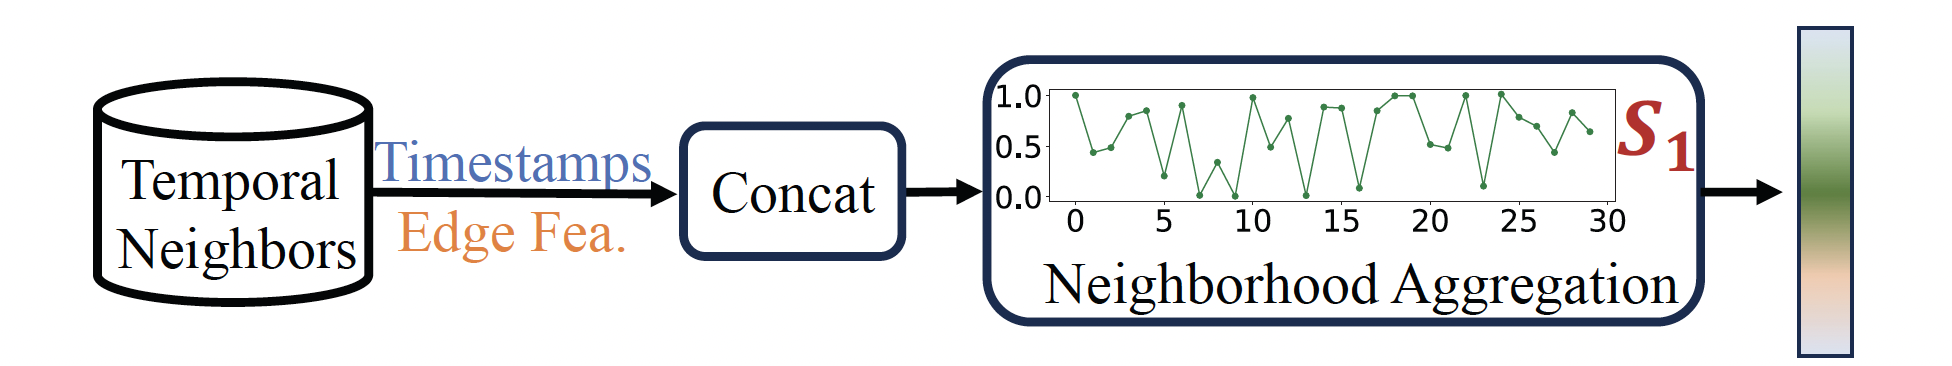 Temporal
Neighbors
Timestamps
Edge Fea.
Concat
1.0
0.5
0.0
0 5 10 15 20 25 30
S1
Neighborhood Aggregation